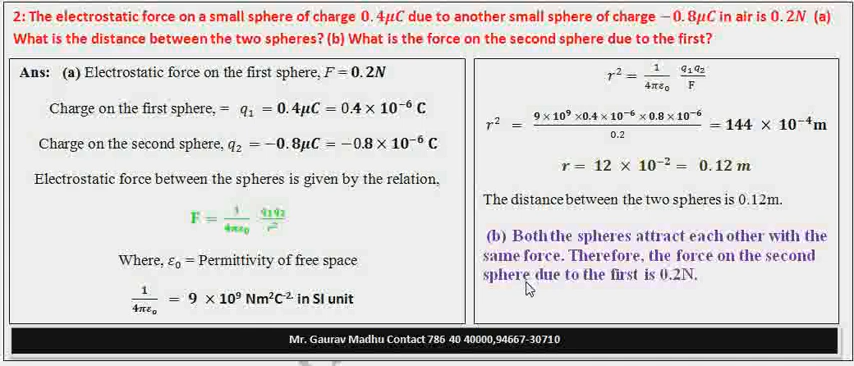 2: The electrostatic force on a small sphere of charge 0.4μC due to another small sphere of charge −0.8μC in air is 0.2N (a)
What is the distance between the two spheres? (b) What is the force on the second sphere due to the first?
Ans: (a) Electrostatic force on the first sphere, F = 0.2N
Charge on the first sphere, = q₁ = 0.4μC = 0.4 × 10⁻⁶ C
Charge on the second sphere, q₂ = −0.8μC = −0.8 × 10⁻⁶ C
Electrostatic force between the spheres is given by the relation,
F = 1/4πε₀ q₁q₂/r²
Where, ε₀ = Permittivity of free space
1/4πε₀ = 9 × 10⁹ Nm²C⁻² in SI unit
r² = 1/4πε₀ q₁q₂/F
r² = 9 × 10⁹ ×0.4 × 10⁻⁶ × 0.8 × 10⁻⁶/0.2 = 144 × 10⁻⁴m
r = 12 × 10⁻² = 0.12 m
The distance between the two spheres is 0.12m.
(b) Both the spheres attract each other with the
same force. Therefore, the force on the second
sphere due to the first is 0.2N.
Mr. Gaurav Madhu Contact 786 40 40000,94667-30710